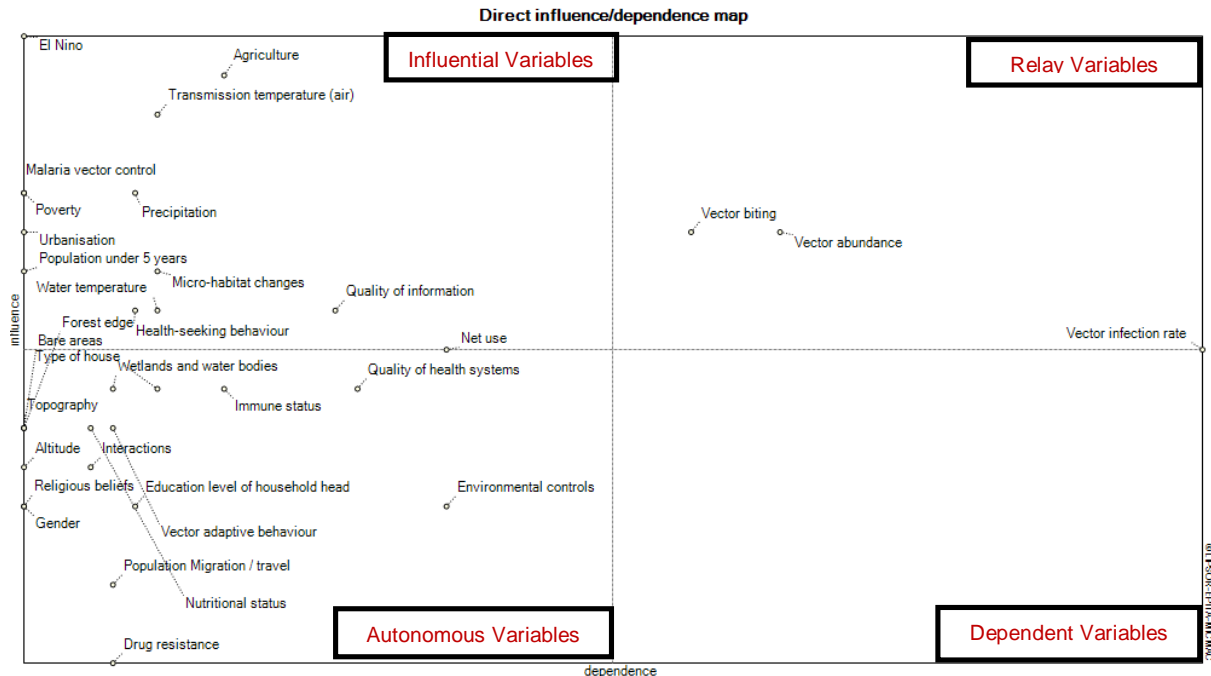 Direct influence/dependence map
El Nino
Influential Variables
Relay Variables
Agriculture
Transmission temperature (air)
Malaria vector control
Poverty
Precipitation
Vector biting
Urbanisation
Vector abundance
Population under 5 years
Micro-habitat changes
Water temperature
Quality of information
Forest edge
Health-seeking behaviour
influence
Bare areas
Net use
Vector infection rate
Type of house
Wetlands and water bodies
Quality of health systems
Topography
Immune status
Altitude
Interactions
Religious beliefs
Education level of household head
Environmental controls
Gender
Vector adaptive behaviour
Population Migration / travel
Nutritional status
Autonomous Variables
Dependent Variables
Drug resistance
dependence